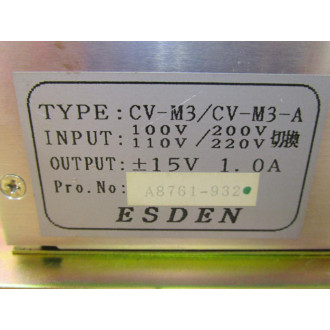 TYPE: CV-M3/CV-M3-A
INPUT: 100V/200V 切換
110V/220V
OUTPUT: ±15V 1.0A
Pro.No: A8761-932
ESDEN